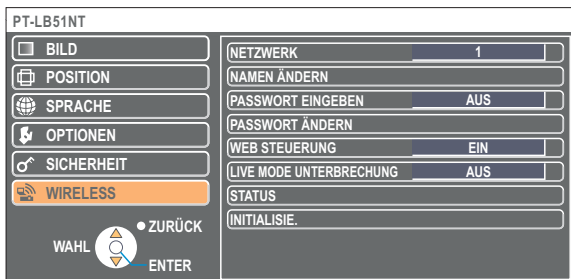 PT-LB51NT
BILD
POSITION
SPRACHE
OPTIONEN
SICHERHEIT
WIRELESS
WAHL
ZURÜCK
ENTER
NETZWERK 1
NAMEN ÄNDERN
PASSWORT EINGEBEN AUS
PASSWORT ÄNDERN
WEB STEUERUNG EIN
LIVE MODE UNTERBRECHUNG AUS
STATUS
INITIALISIE.